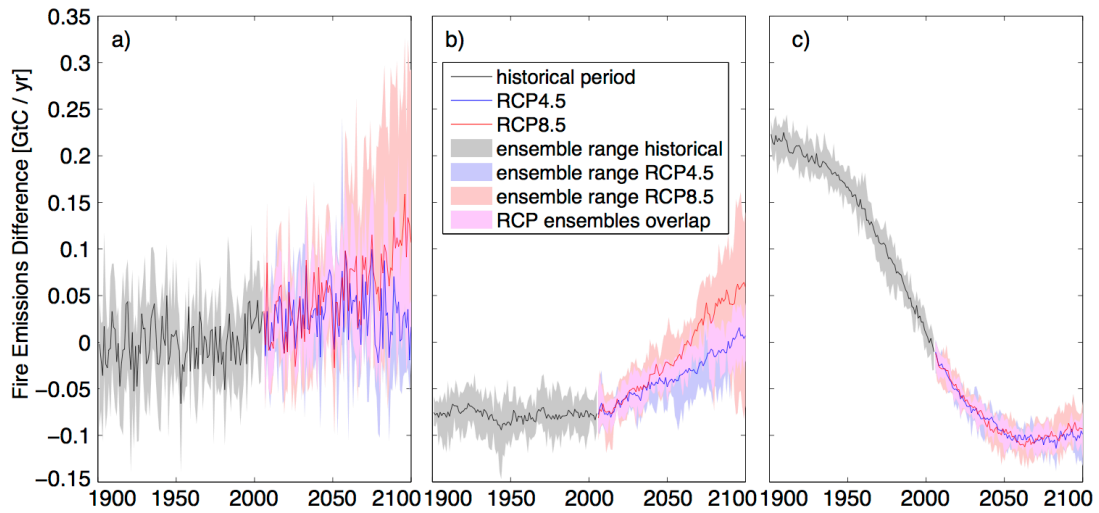 a)
b)
c)
Fire Emissions Difference [GtC / yr]
0.35
0.3
0.25
0.2
0.15
0.1
0.05
0
−0.05
−0.1
−0.15
historical period
RCP4.5
RCP8.5
ensemble range historical
ensemble range RCP4.5
ensemble range RCP8.5
RCP ensembles overlap
1900 1950 2000 2050 2100
1900 1950 2000 2050 2100
1900 1950 2000 2050 2100